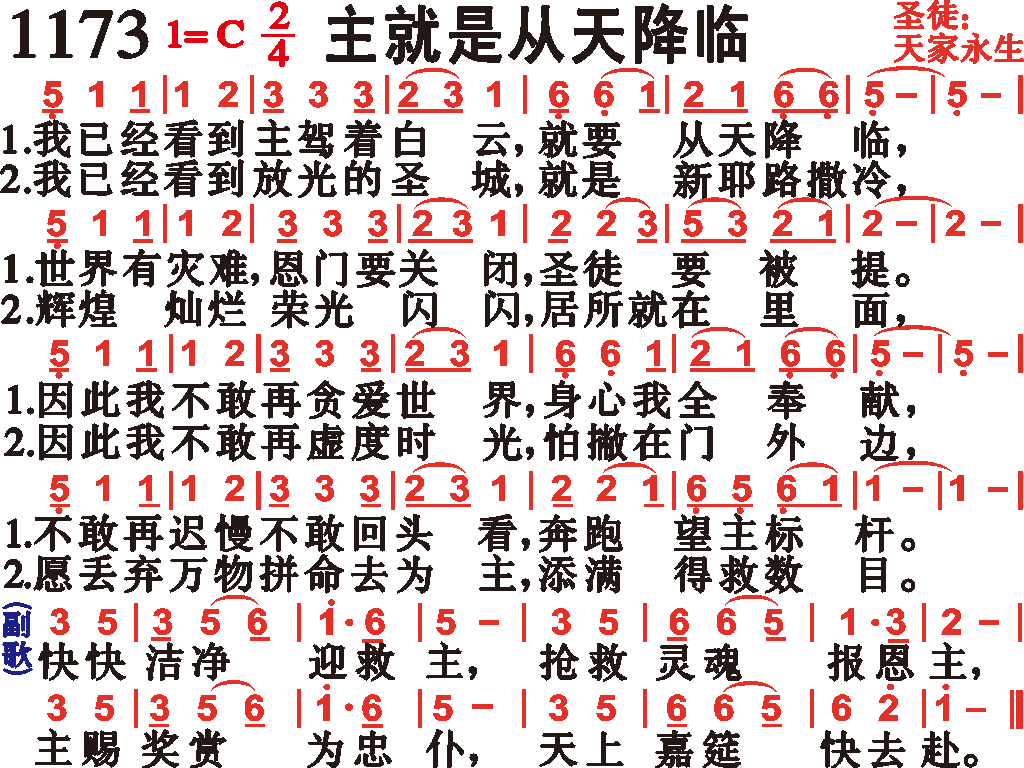 1173 1=C 2/4 主就是从天降临 圣徒:
天家永生
5 1 1 | 1 2 | 3 3 3 | 2 3 1 | 6 6 1 | 2 1 6 6 | 5 - | 5 - |
1.我已经看到主驾着白 云,就要 从天降 临,
2.我已经看到放光的圣 城,就是 新耶路撒冷,
5 1 1 | 1 2 | 3 3 3 | 2 3 1 | 2 2 3 | 5 3 2 1 | 2 - | 2 - |
1.世界有灾难,恩门要关 闭,圣徒 要 被 提。
2.辉煌 灿烂 荣光 闪 闪,居所就在 里 面,
5 1 1 | 1 2 | 3 3 3 | 2 3 1 | 6 6 1 | 2 1 6 6 | 5 - | 5 - |
1.因此我不敢再贪爱世 界,身心我全 奉 献,
2.因此我不敢再虚度时 光,怕撇在门 外 边,
5 1 1 | 1 2 | 3 3 3 | 2 3 1 | 2 2 1 | 6 5 6 1 | 1 - | 1 - |
1.不敢再迟慢不敢回头 看,奔跑 望主标 杆。
2.愿丢弃万物拼命去为 主,添满 得救数 目。
(副歌) 3 5 | 3 5 6 | 1· 6 | 5 - | 3 5 | 6 6 5 | 1· 3 | 2 - |
快快 洁净 迎救 主, 抢救 灵魂 报恩主,
3 5 | 3 5 6 | 1· 6 | 5 - | 3 5 | 6 6 5 | 6 2 | 1 - ‖
主赐 奖赏 为忠 仆, 天上 嘉筵 快去赴。